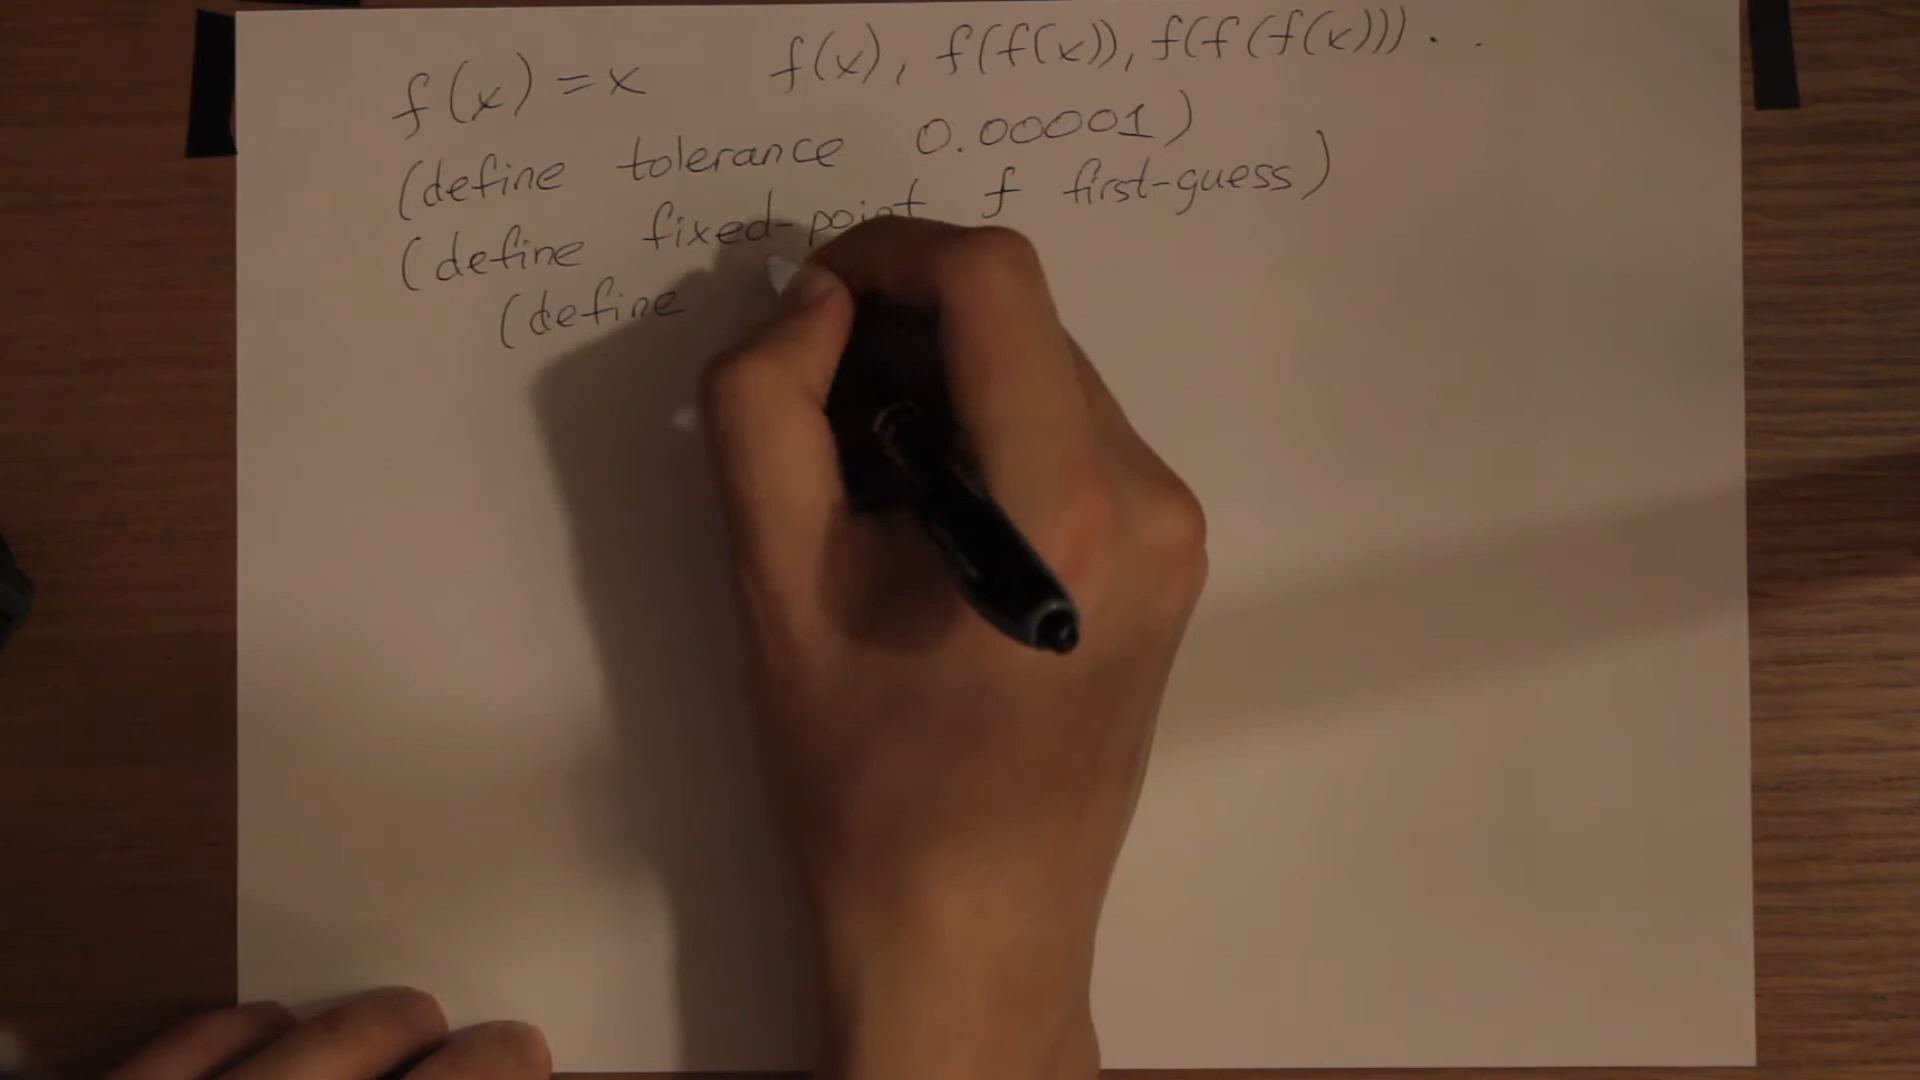 f(x) = x f(x), f(f(x)), f(f(f(x))) . .
(define tolerance 0.00001)
(define fixed-point f first-guess)
(define